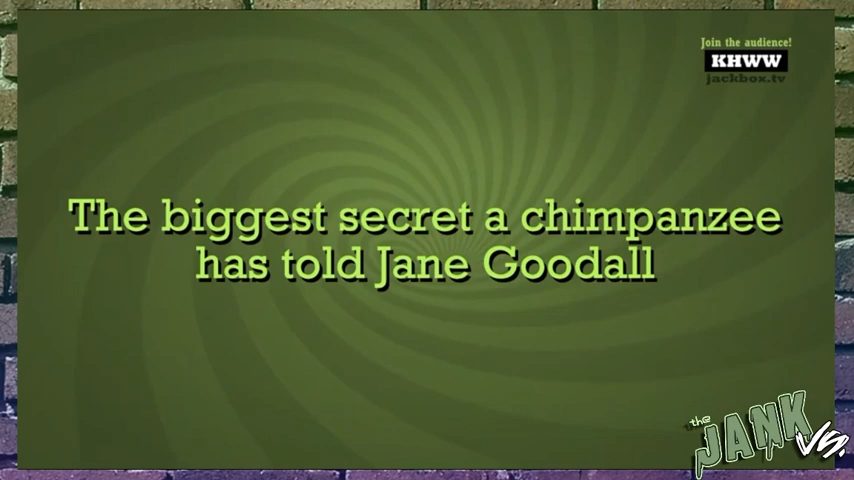 Join the audience!
KHWW
jackbox.tv
The biggest secret a chimpanzee
has told Jane Goodall
the
JANK
VS.